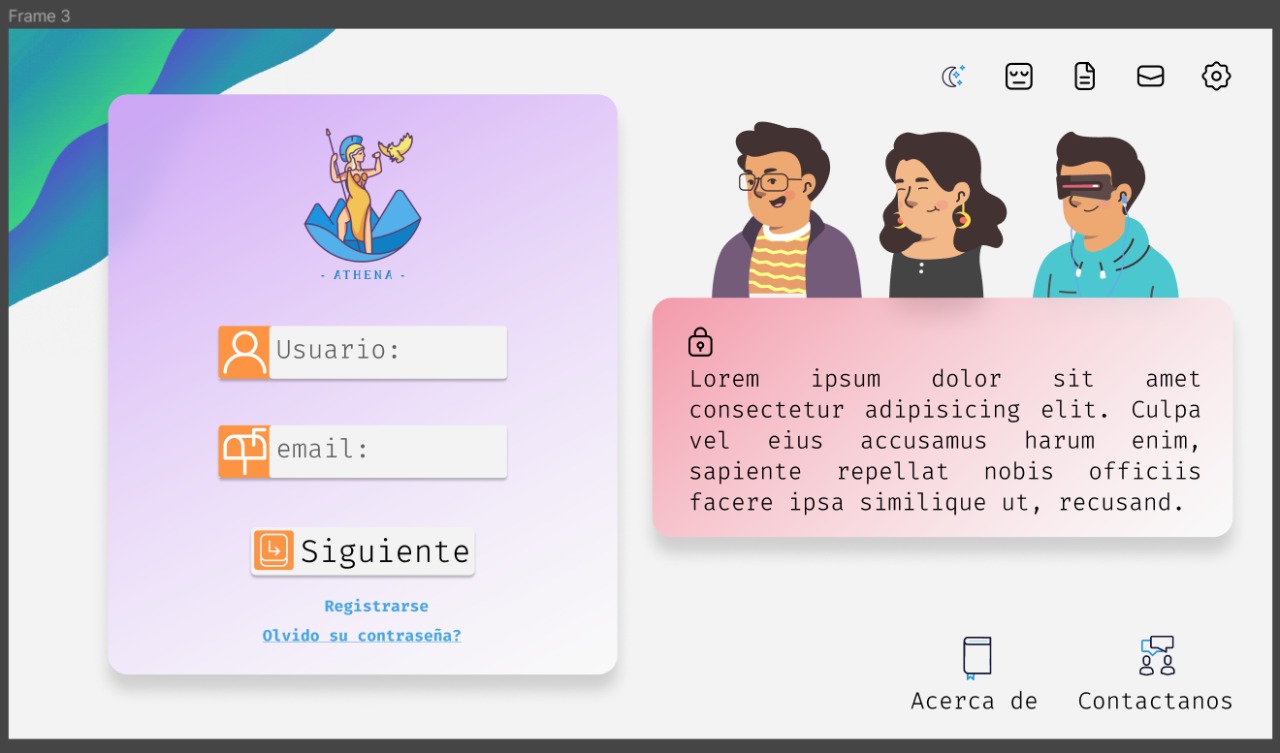 Frame 3
- ATHENA -
Usuario:
email:
Siguiente
Registrarse
Olvido su contraseña?
Lorem ipsum dolor sit amet
consectetur adipisicing elit. Culpa
vel eius accusamus harum enim,
sapiente repellat nobis officiis
facere ipsa similique ut, recusand.
Acerca de
Contactanos